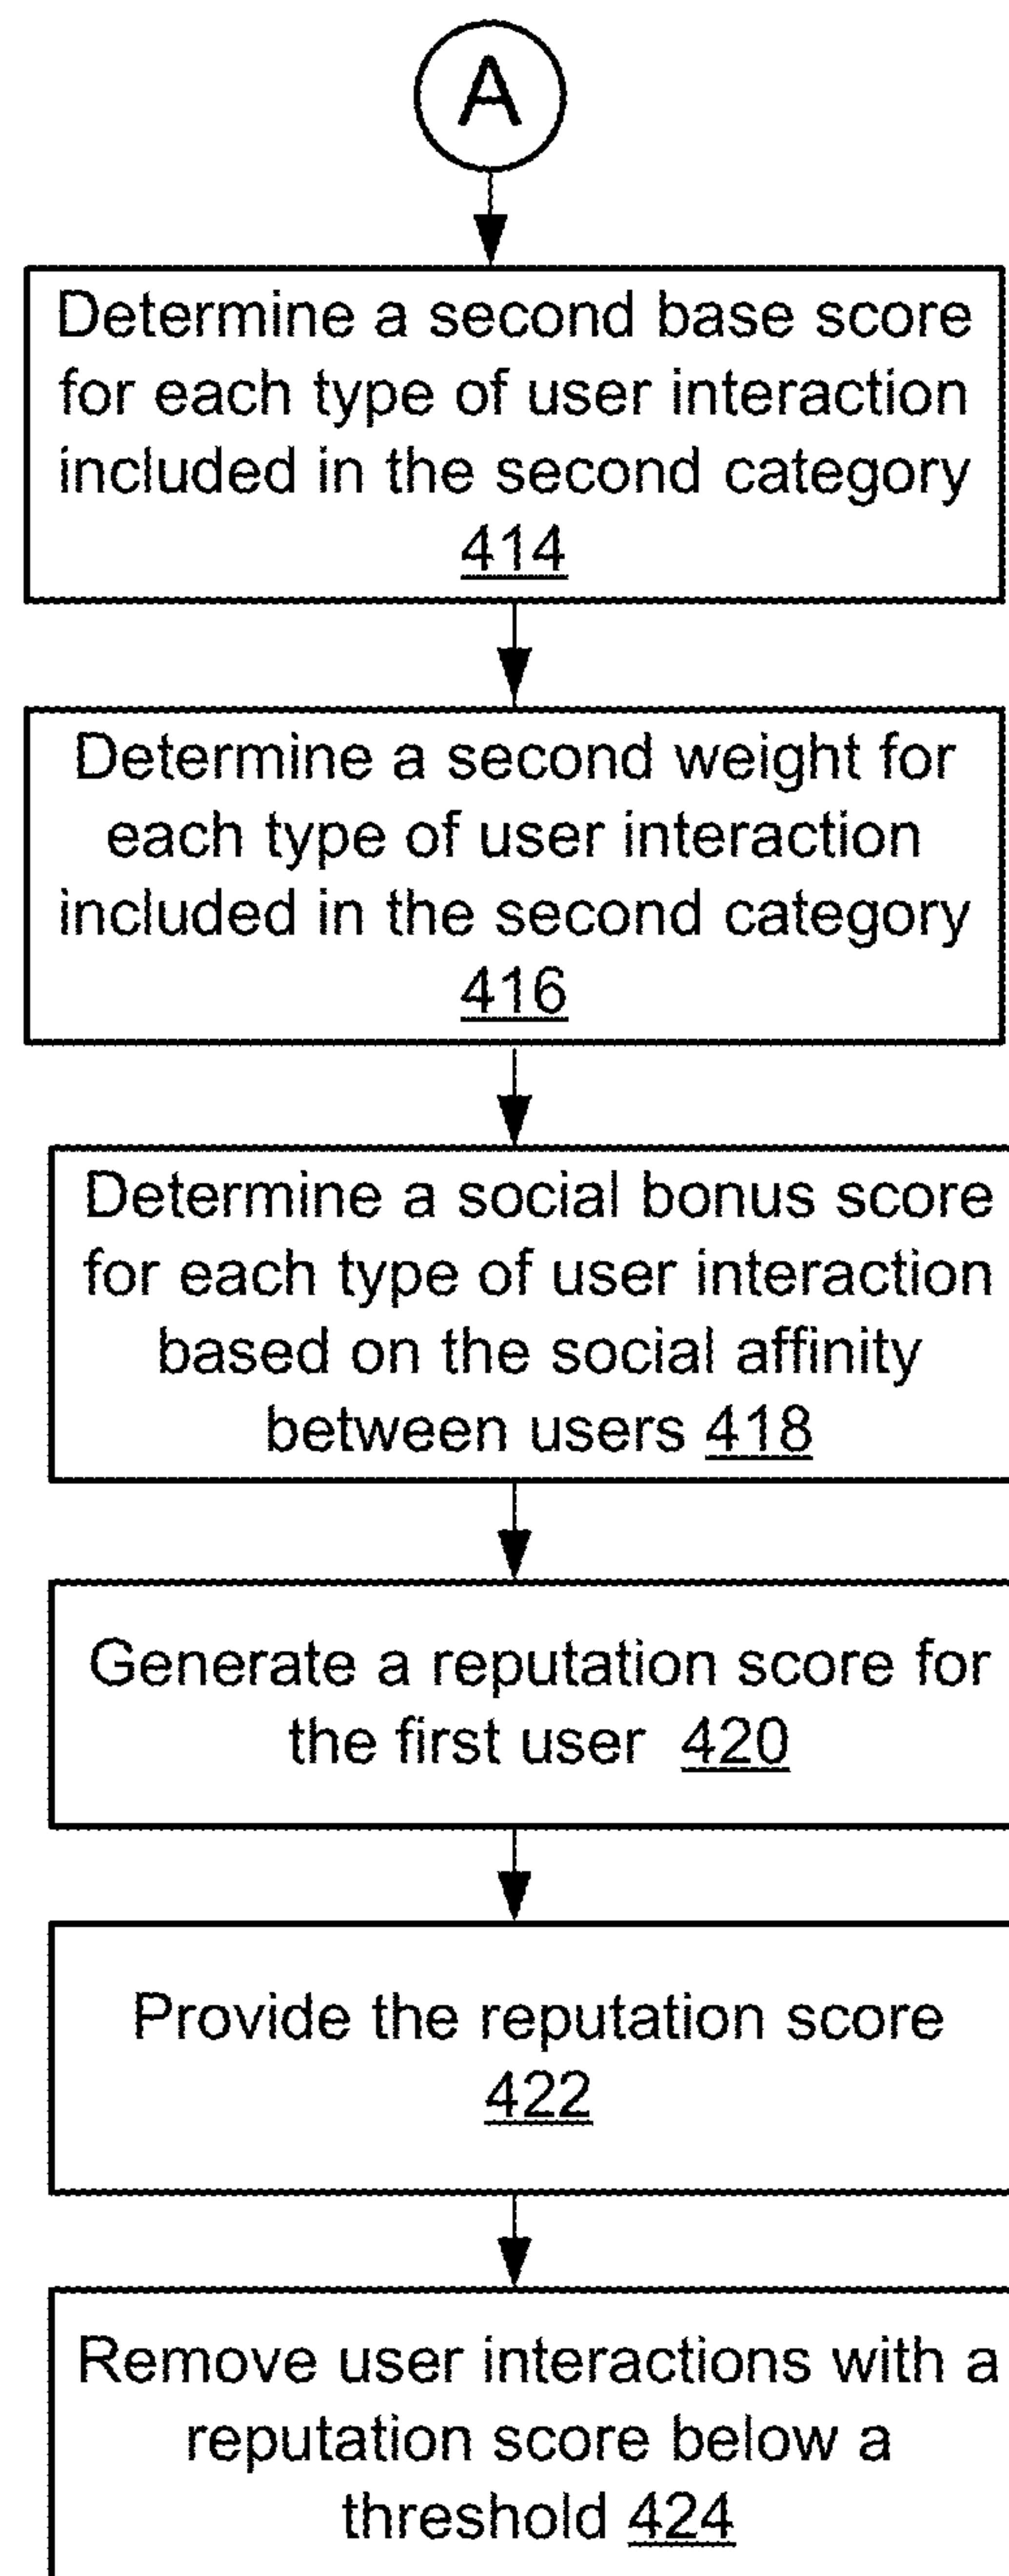 A
Determine a second base score
for each type of user interaction
included in the second category
414
Determine a second weight for
each type of user interaction
included in the second category
416
Determine a social bonus score
for each type of user interaction
based on the social affinity
between users 418
Generate a reputation score for
the first user 420
Provide the reputation score
422
Remove user interactions with a
reputation score below a
threshold 424